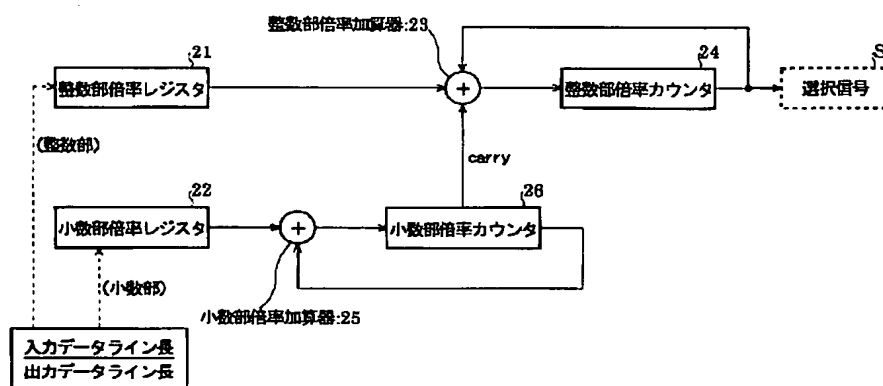 整数部倍率加算器:23
21
整数部倍率レジスタ
24
整数部倍率カウンタ
S
選択信号
(整数部)
carry
22
小数部倍率レジスタ
26
小数部倍率カウンタ
(小数部)
小数部倍率加算器:25
入力データライン長
出力データライン長